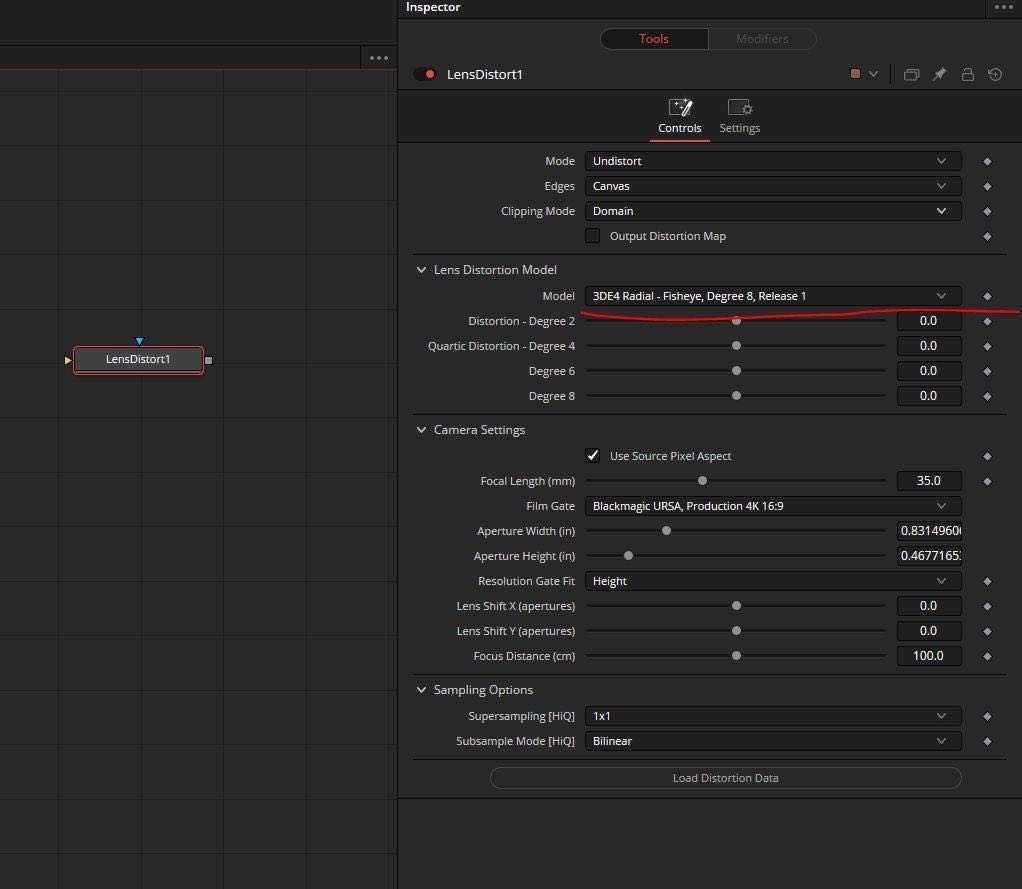 Inspector
Tools Modifiers
LensDistort1
Controls Settings
Mode Undistort
Edges Canvas
Clipping Mode Domain
Output Distortion Map
Lens Distortion Model
Model 3DE4 Radial - Fisheye, Degree 8, Release 1
Distortion - Degree 2 0.0
Quartic Distortion - Degree 4 0.0
LensDistort1
Degree 6 0.0
Degree 8 0.0
Camera Settings
Use Source Pixel Aspect
Focal Length (mm) 35.0
Film Gate Blackmagic URSA, Production 4K 16:9
Aperture Width (in) 0.8314960
Aperture Height (in) 0.4677165
Resolution Gate Fit Height
Lens Shift X (apertures) 0.0
Lens Shift Y (apertures) 0.0
Focus Distance (cm) 100.0
Sampling Options
Supersampling [HiQ] 1x1
Subsample Mode [HiQ] Bilinear
Load Distortion Data